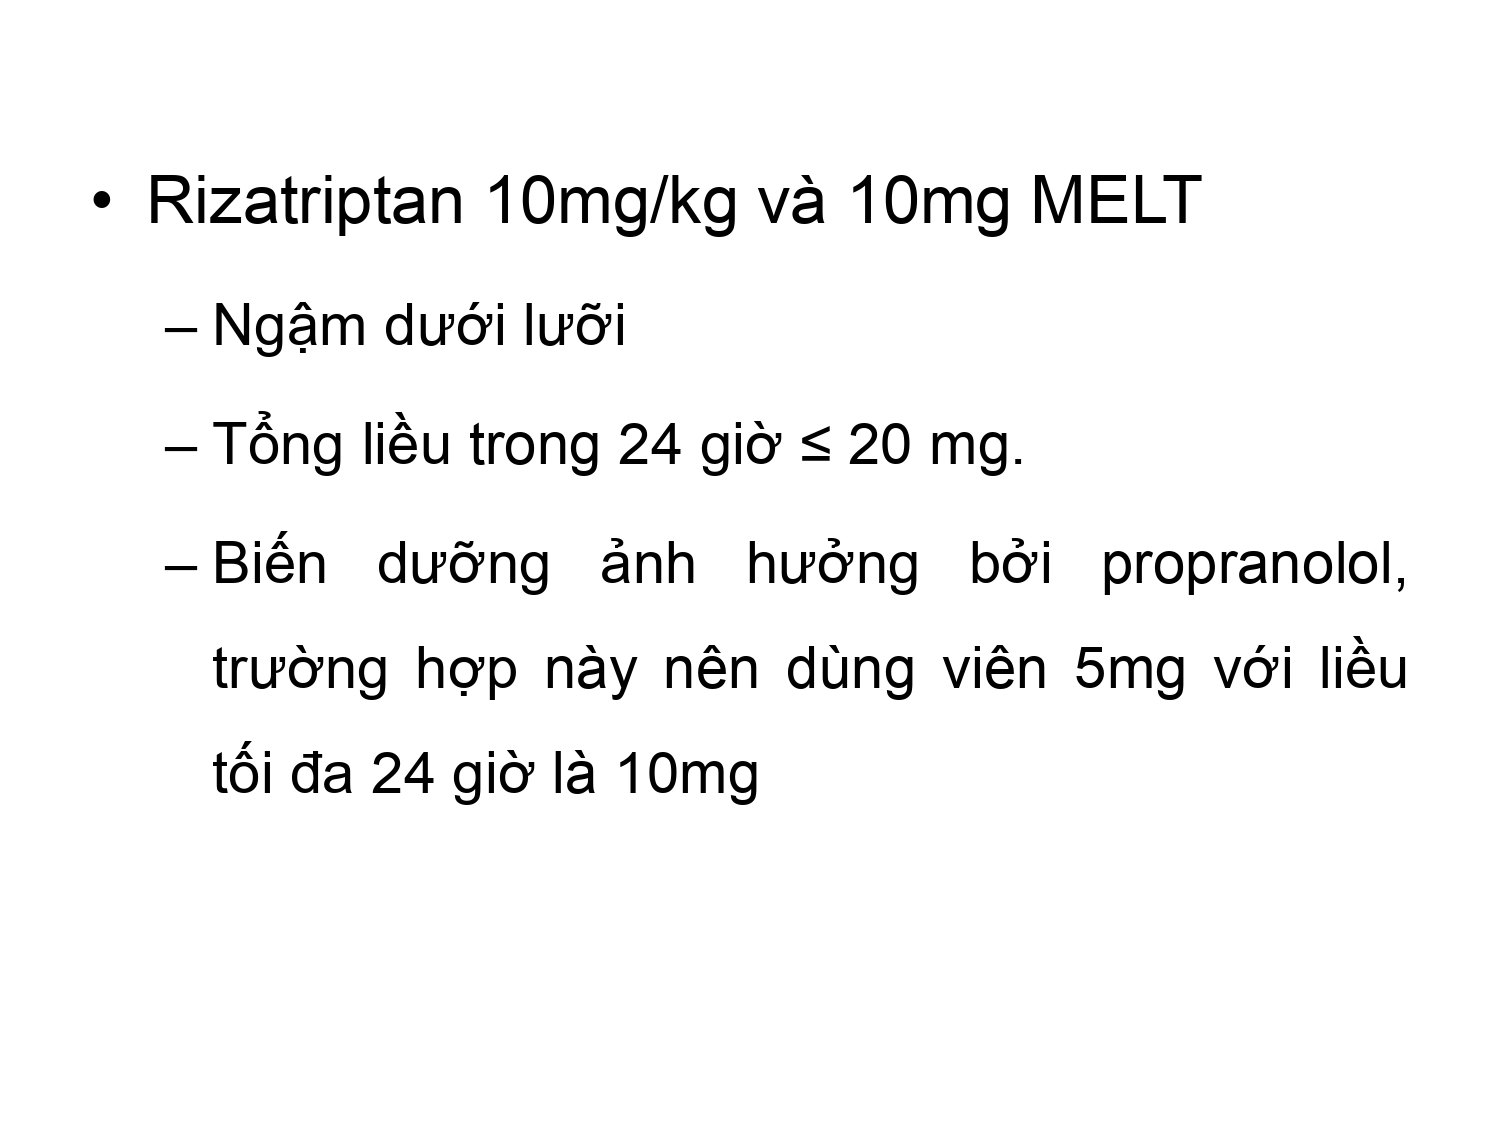 • Rizatriptan 10mg/kg và 10mg MELT
– Ngậm dưới lưỡi
– Tổng liều trong 24 giờ ≤ 20 mg.
– Biến dưỡng ảnh hưởng bởi propranolol,
trường hợp này nên dùng viên 5mg với liều
tối đa 24 giờ là 10mg